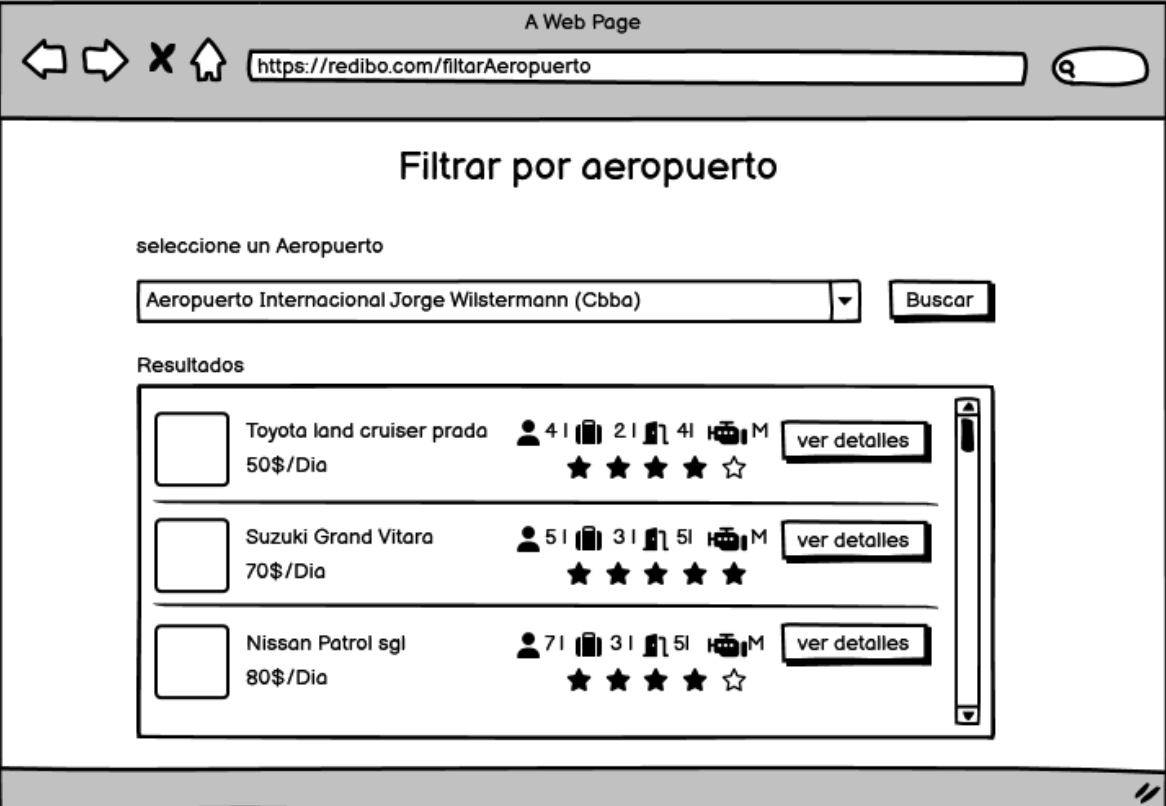 A Web Page
https://redibo.com/filtarAeropuerto
Filtrar por aeropuerto
seleccione un Aeropuerto
Aeropuerto Internacional Jorge Wilstermann (Cbba)
Buscar
Resultados
Toyota land cruiser prada 4 | 2 | 4| M ver detalles
50$/Dia
Suzuki Grand Vitara 5 | 3 | 5| M ver detalles
70$/Dia
Nissan Patrol sgl 7 | 3 | 5| M ver detalles
80$/Dia